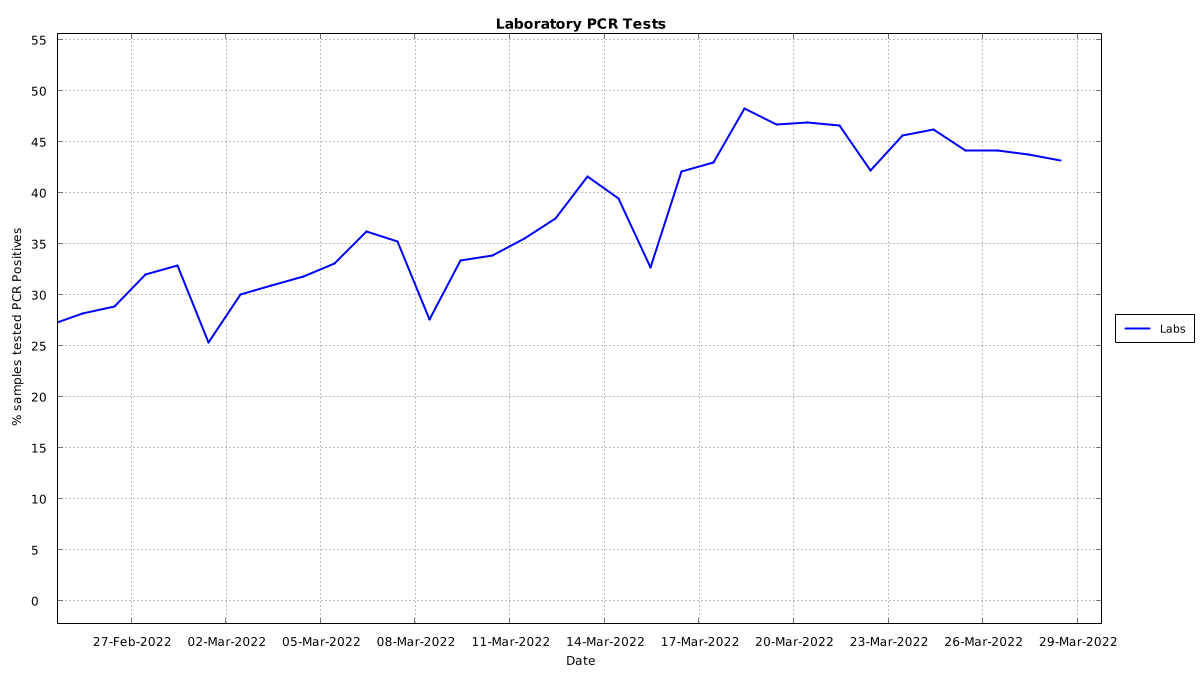 Laboratory PCR Tests
% samples tested PCR Positives
55
50
45
40
35
30
25
20
15
10
5
0
27-Feb-2022 02-Mar-2022 05-Mar-2022 08-Mar-2022 11-Mar-2022 14-Mar-2022 17-Mar-2022 20-Mar-2022 23-Mar-2022 26-Mar-2022 29-Mar-2022
Date
Labs